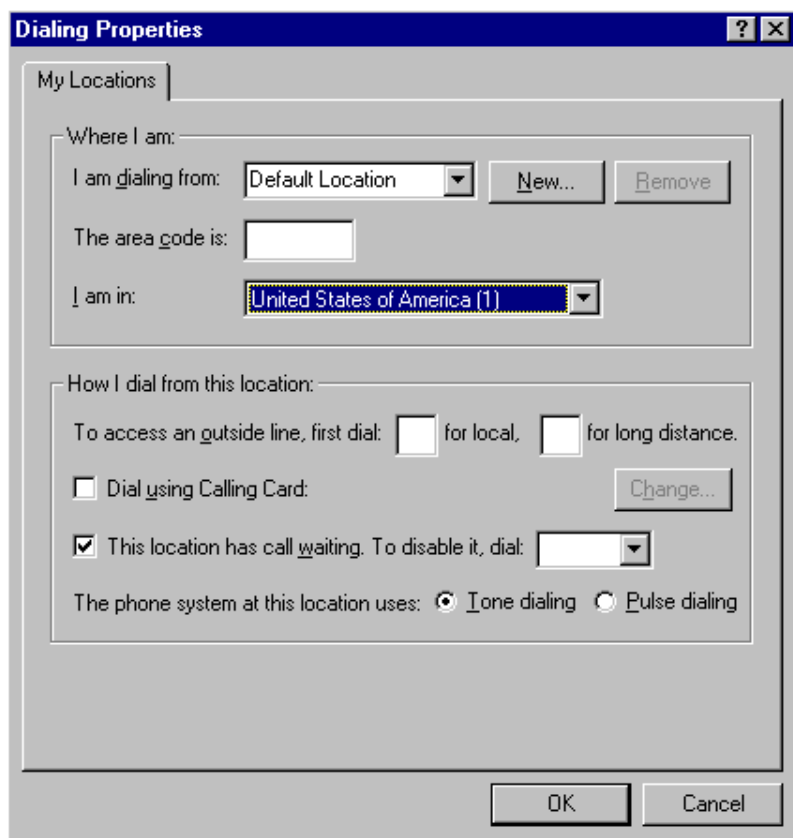 Dialing Properties
My Locations
Where I am:
I am dialing from: Default Location New... Remove
The area code is:
I am in: United States of America (1)
How I dial from this location:
To access an outside line, first dial: for local, for long distance.
Dial using Calling Card: Change...
This location has call waiting. To disable it, dial:
The phone system at this location uses: Tone dialing Pulse dialing
OK Cancel